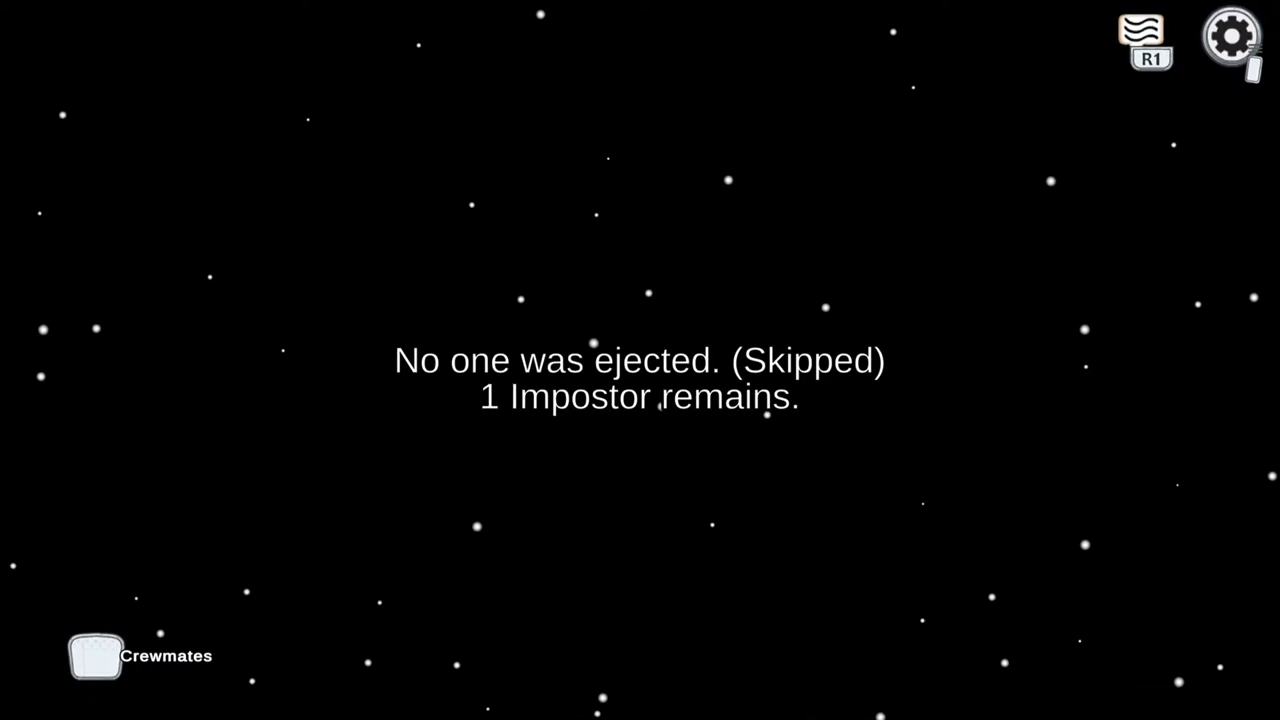 R1
No one was ejected. (Skipped)
1 Impostor remains.
Crewmates